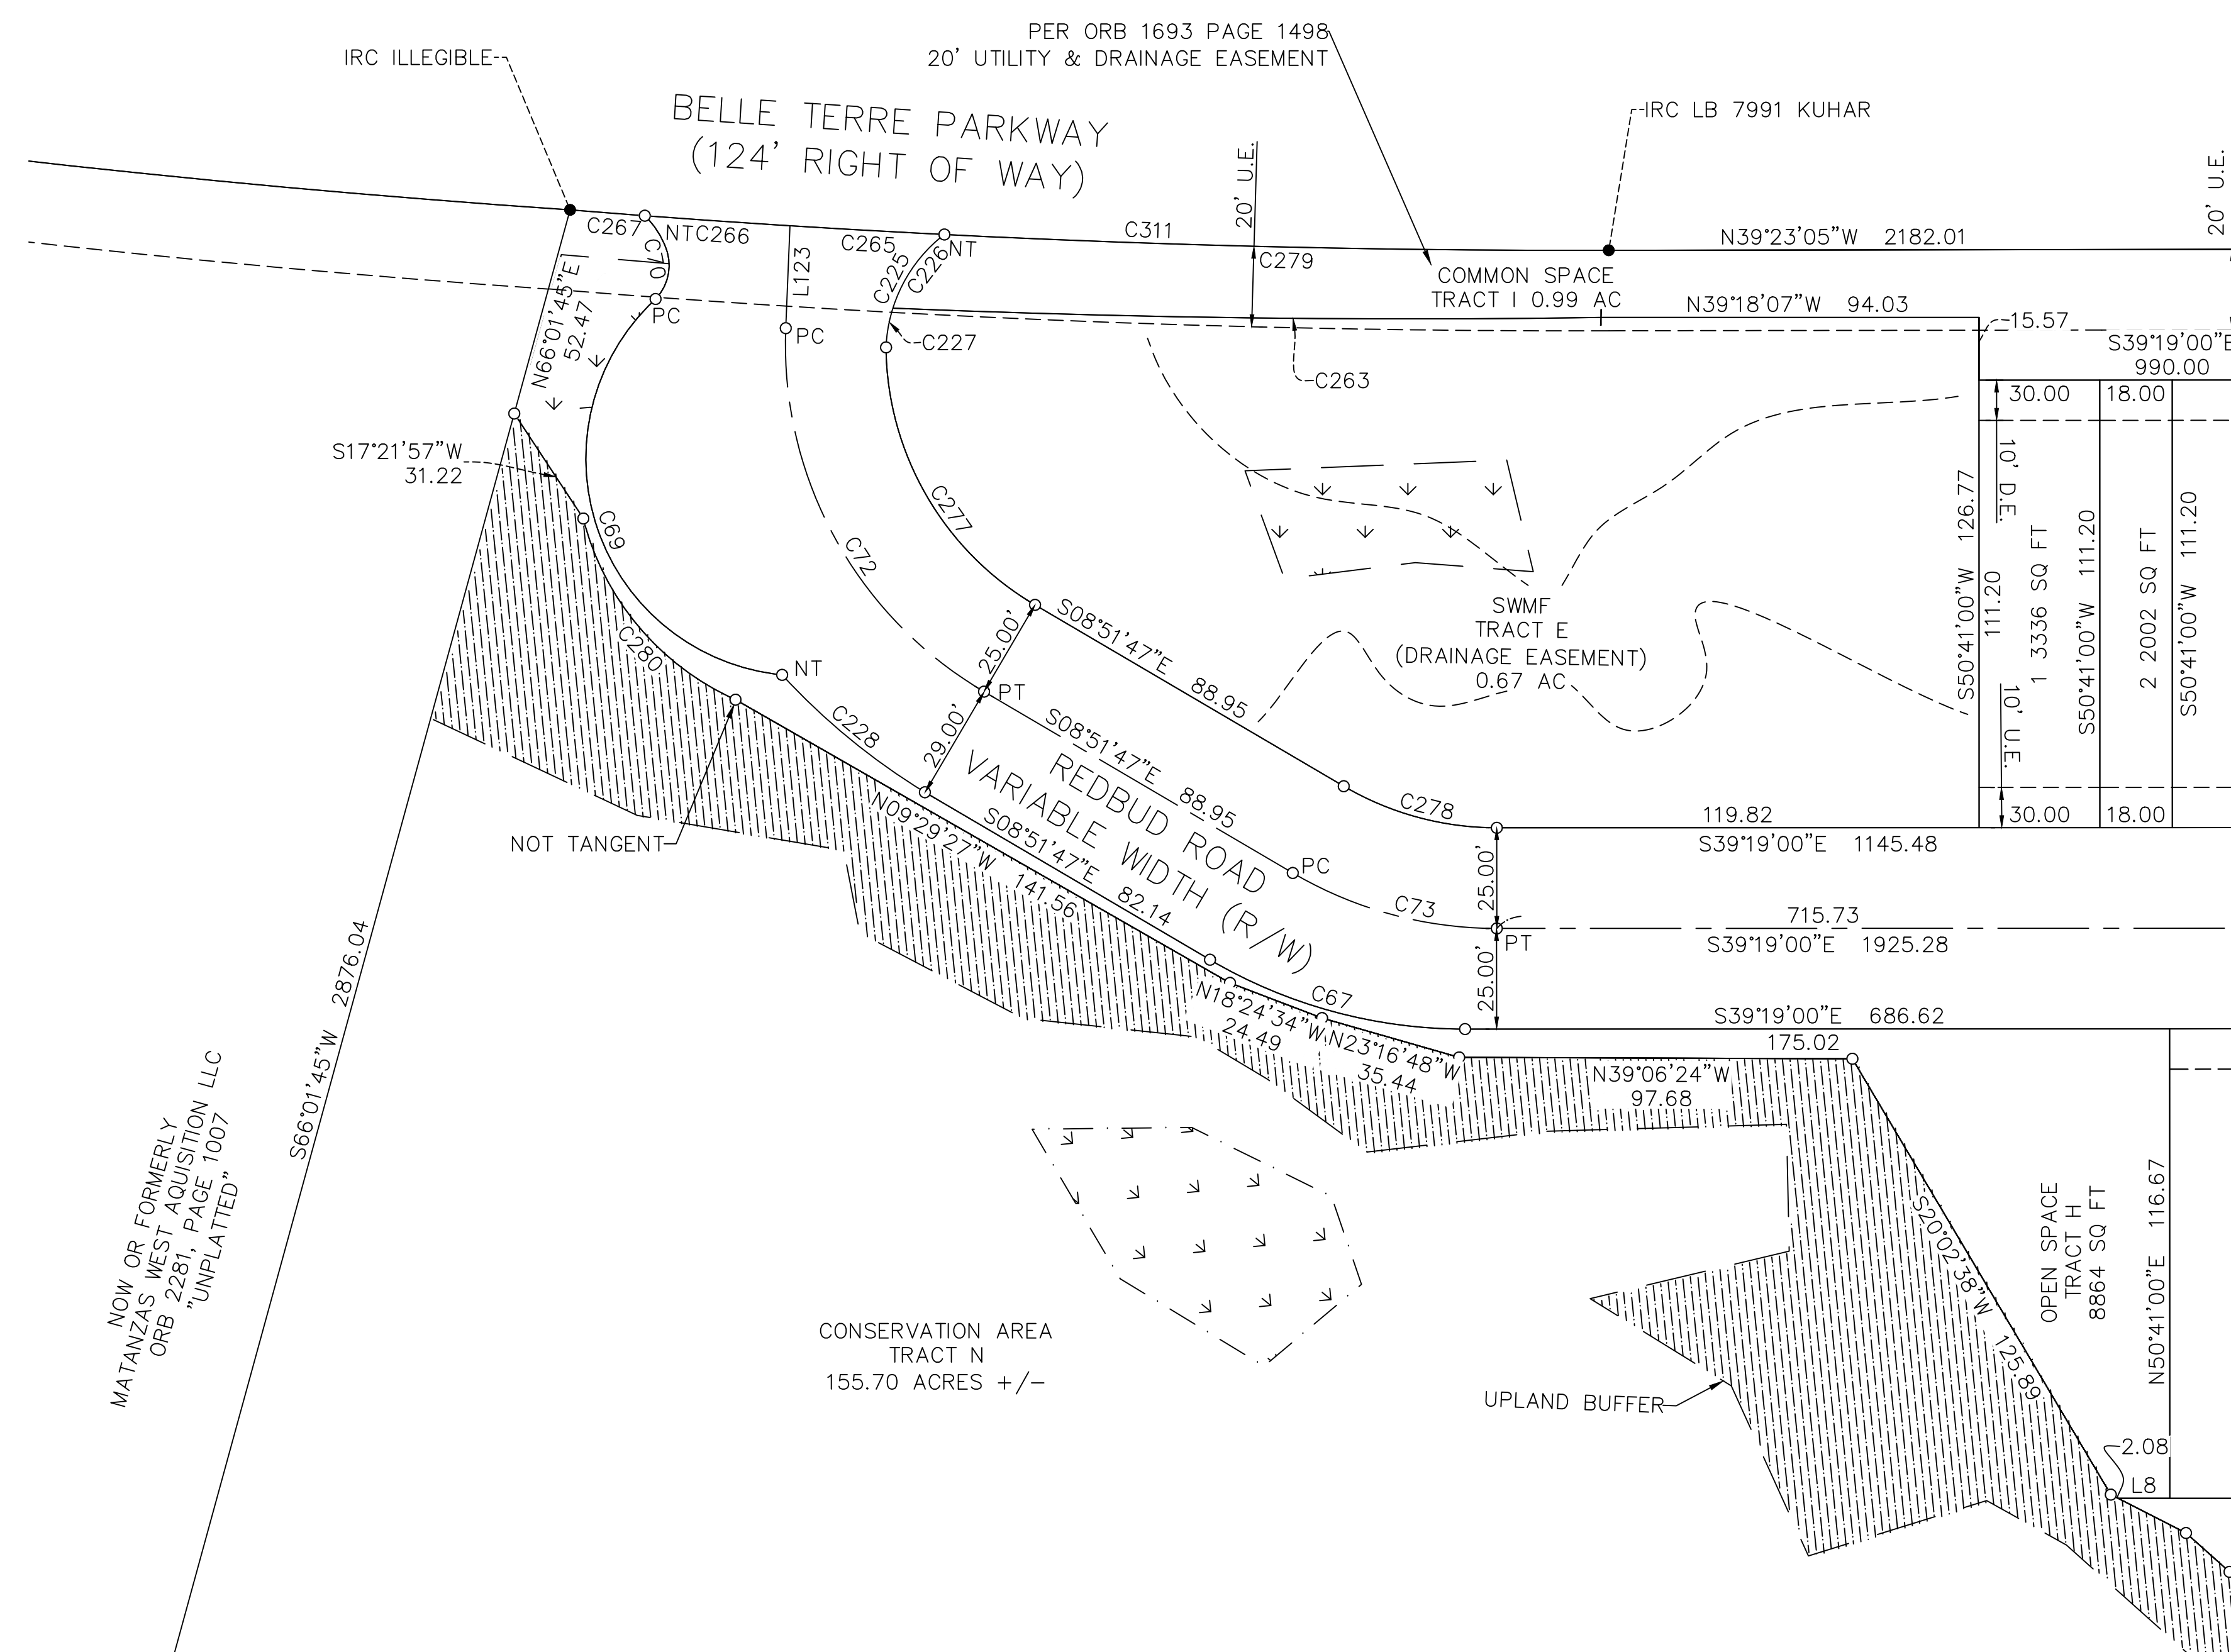 PER ORB 1693 PAGE 1498
20' UTILITY & DRAINAGE EASEMENT
IRC ILLEGIBLE
BELLE TERRE PARKWAY
(124' RIGHT OF WAY)
IRC LB 7991 KUHAR
20' U.E.
20' U.E.
C267
NT
C266
C265
NT
C311
N39°23'05"W 2182.01
C70
L123
C225
C226
C279
COMMON SPACE
TRACT I 0.99 AC
N39°18'07"W 94.03
15.57
PC
PC
C227
C263
S39°19'00"E
990.00
30.00
18.00
N66°01'45"E
52.47
S17°21'57"W
31.22
C69
C72
C277
10' D.E.
S50°41'00"W 126.77
111.20
1 3336 SQ FT
S50°41'00"W 111.20
2 2002 SQ FT
S50°41'00"W 111.20
SWMF
TRACT E
(DRAINAGE EASEMENT)
0.67 AC
C280
NT
25.00'
PT
S08°51'47"E 88.95
C228
29.00'
S08°51'47"E 88.95
REDBUD ROAD
VARIABLE WIDTH (R/W)
10' U.E.
C278
119.82
30.00
18.00
S39°19'00"E 1145.48
NOT TANGENT
N09°29'27"W 141.56
S08°51'47"E 82.14
PC
25.00'
C73
715.73
PT
S39°19'00"E 1925.28
25.00'
C67
S39°19'00"E 686.62
175.02
N18°24'34"W
24.49
N23°16'48"W
35.44
N39°06'24"W
97.68
S66°01'45"W 2876.04
NOW OR FORMERLY
MATANZAS WEST AQUISITION LLC
ORB 2281, PAGE 1007
"UNPLATTED"
S20°02'38"W 125.89
OPEN SPACE
TRACT H
8864 SQ FT
N50°41'00"E 116.67
CONSERVATION AREA
TRACT N
155.70 ACRES +/-
UPLAND BUFFER
2.08
L8